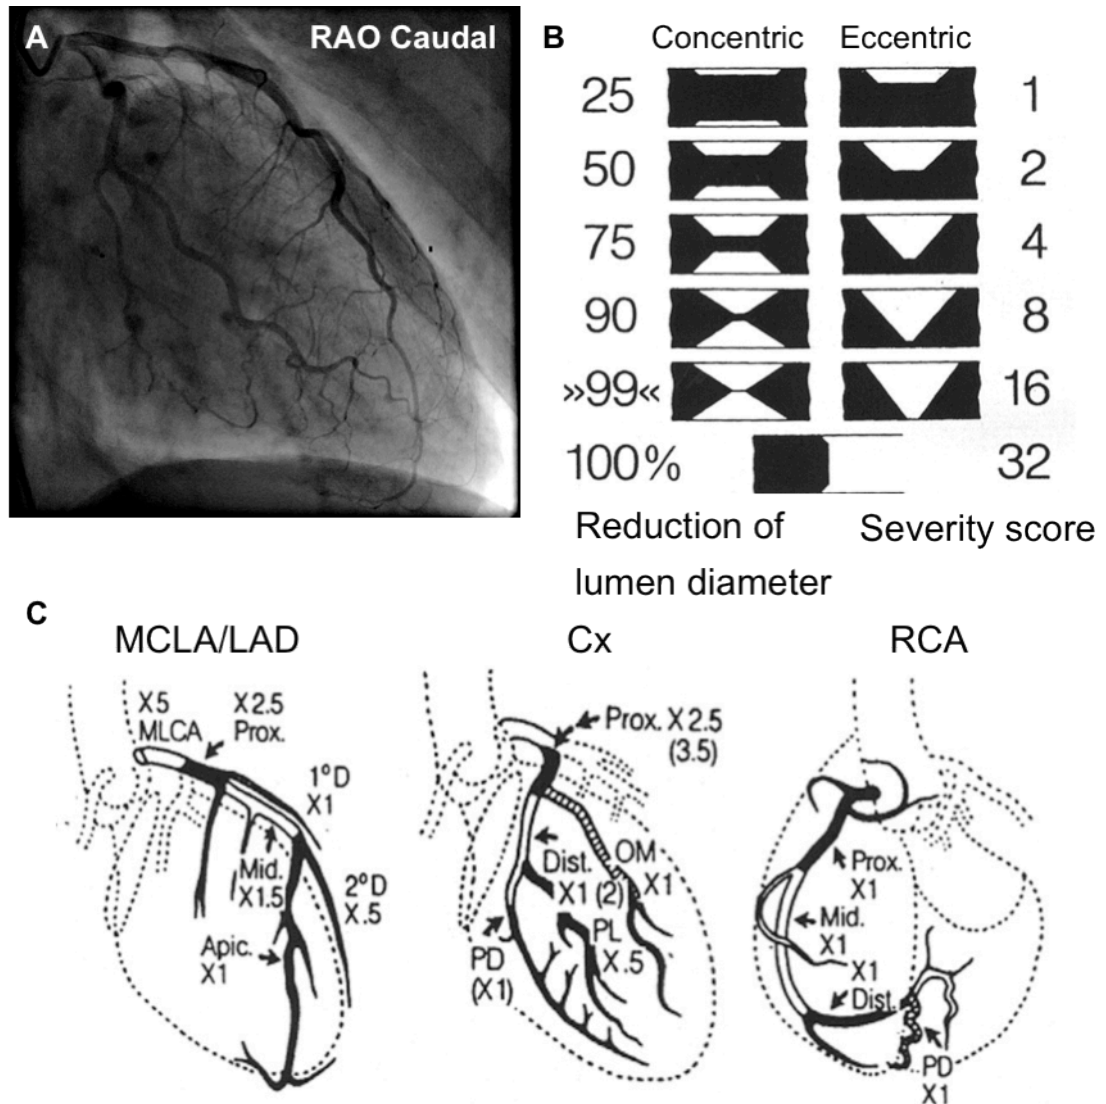 A
RAO Caudal
B
Concentric
Eccentric
25
1
50
2
75
4
90
8
»99«
16
100%
32
Reduction of
lumen diameter
Severity score
C
MCLA/LAD
Cx
RCA
X5
MLCA
X2.5
Prox.
1°D
X1
Mid.
X1.5
2°D
X.5
Apic.
X1
Prox. X2.5
(3.5)
Dist.
X1 (2)
OM
X1
PL
X.5
PD
(X1)
Prox.
X1
Mid.
X1
X1
Dist.
PD
X1